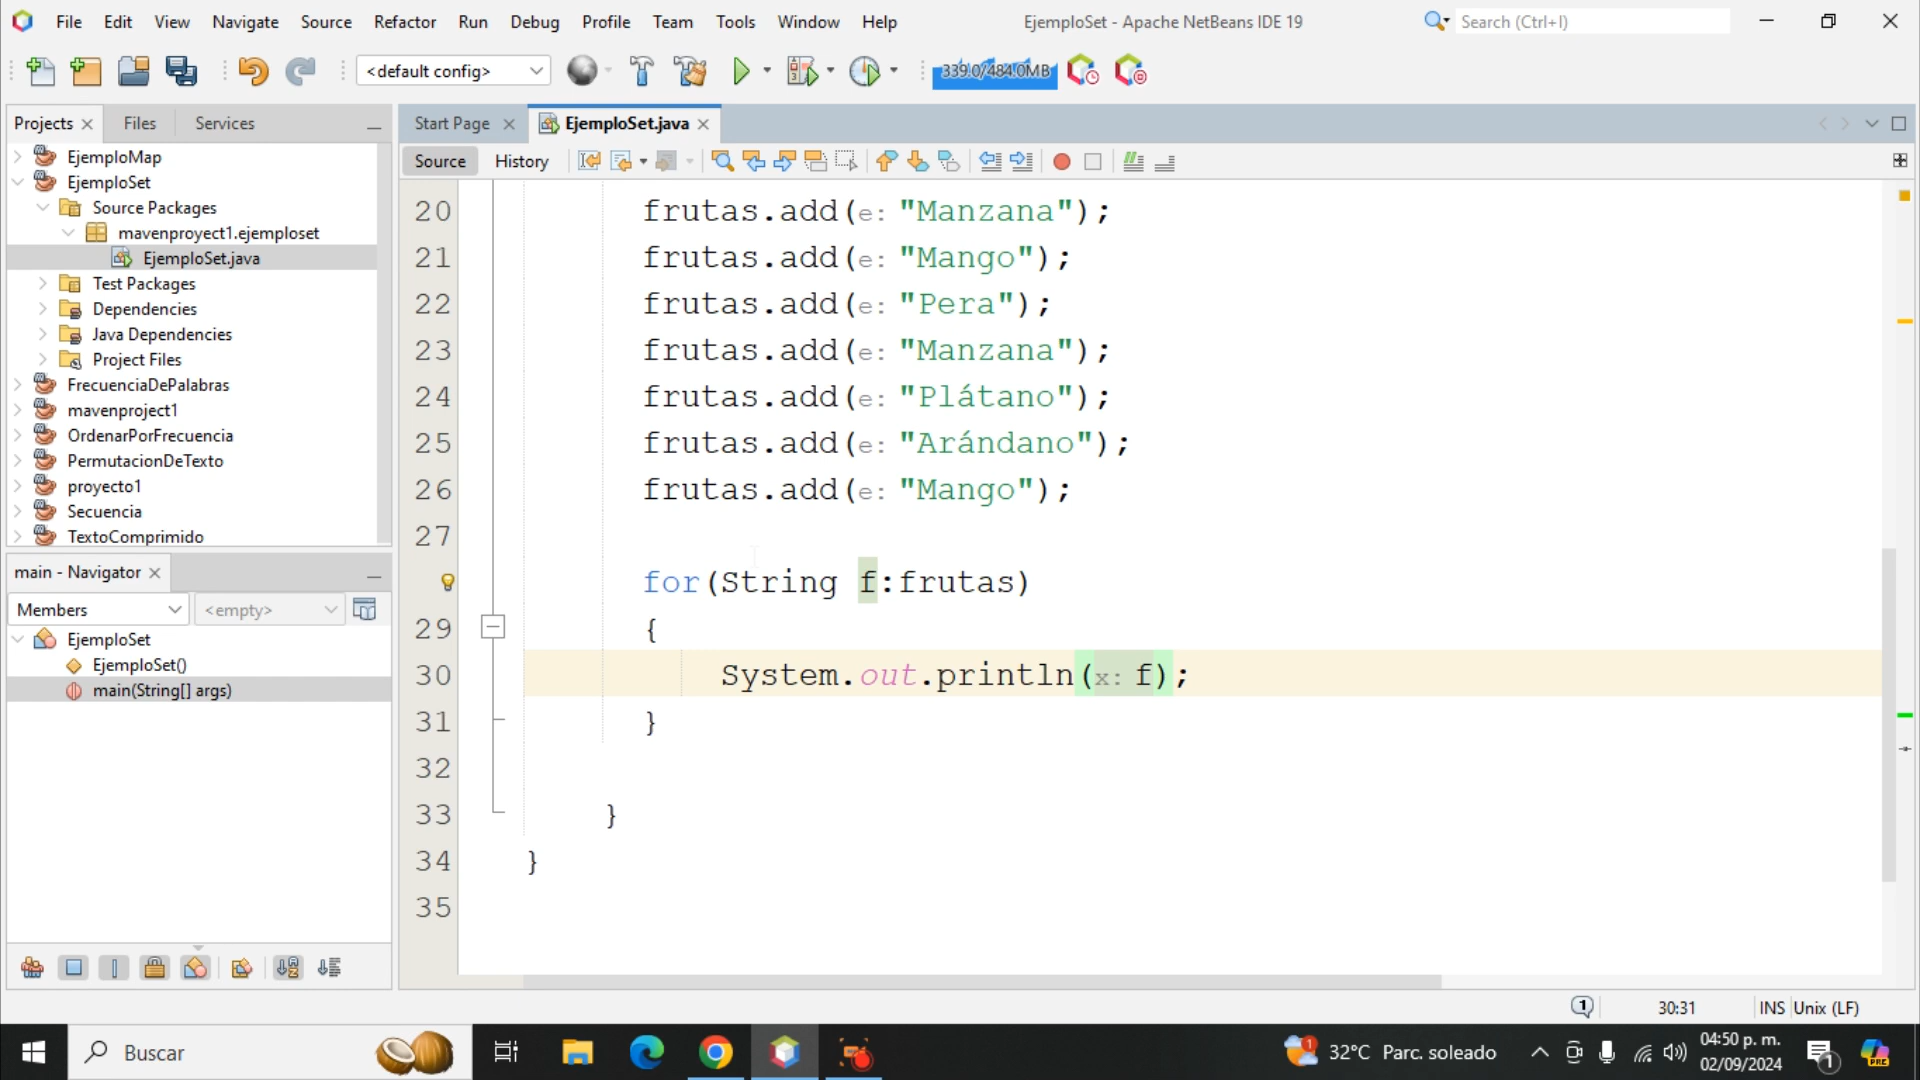 File Edit View Navigate Source Refactor Run Debug Profile Team Tools Window Help
EjemploSet - Apache NetBeans IDE 19
Search (Ctrl+I)
<default config>
339.0/484.0MB
Projects Files Services
EjemploMap
EjemploSet
Source Packages
mavenproyect1.ejemploset
EjemploSet.java
Test Packages
Dependencies
Java Dependencies
Project Files
FrecuenciaDePalabras
mavenproject1
OrdenarPorFrecuencia
PermutacionDeTexto
proyecto1
Secuencia
TextoComprimido
main - Navigator
Members <empty>
EjemploSet
EjemploSet()
main(String[] args)
Start Page EjemploSet.java
Source History
20 frutas.add(e: "Manzana");
21 frutas.add(e: "Mango");
22 frutas.add(e: "Pera");
23 frutas.add(e: "Manzana");
24 frutas.add(e: "Plátano");
25 frutas.add(e: "Arándano");
26 frutas.add(e: "Mango");
27
for(String f:frutas)
29 {
30 System.out.println(x: f);
31 }
32
33 }
34 }
35
1 30:31 INS Unix (LF)
Buscar
1 32°C Parc. soleado
04:50 p. m.
02/09/2024
1
PRE